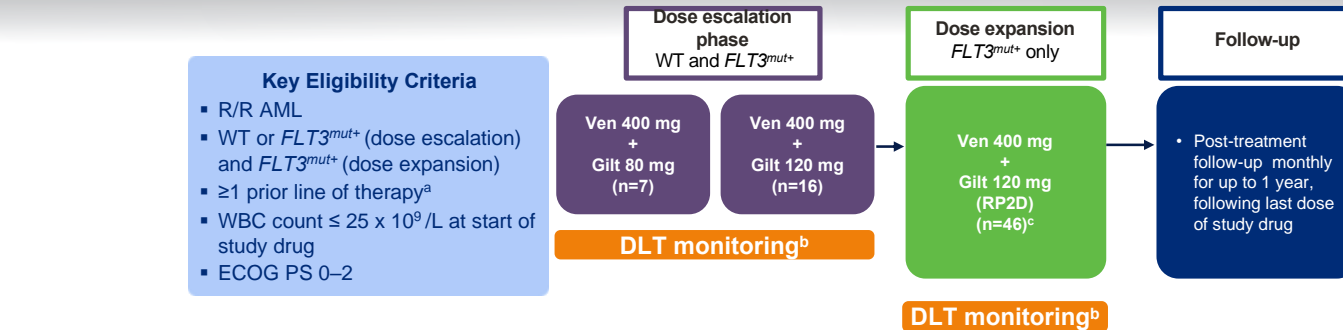 Key Eligibility Criteria
▪ R/R AML
▪ WT or FLT3ᵐᵘᵗ⁺ (dose escalation)
and FLT3ᵐᵘᵗ⁺ (dose expansion)
▪ ≥1 prior line of therapyᵃ
▪ WBC count ≤ 25 x 10⁹ /L at start of
study drug
▪ ECOG PS 0–2
Dose escalation
phase
WT and FLT3ᵐᵘᵗ⁺
Ven 400 mg
+
Gilt 80 mg
(n=7)
Ven 400 mg
+
Gilt 120 mg
(n=16)
DLT monitoringᵇ
Dose expansion
FLT3ᵐᵘᵗ⁺ only
Ven 400 mg
+
Gilt 120 mg
(RP2D)
(n=46)ᶜ
DLT monitoringᵇ
Follow-up
• Post-treatment
follow-up monthly
for up to 1 year,
following last dose
of study drug